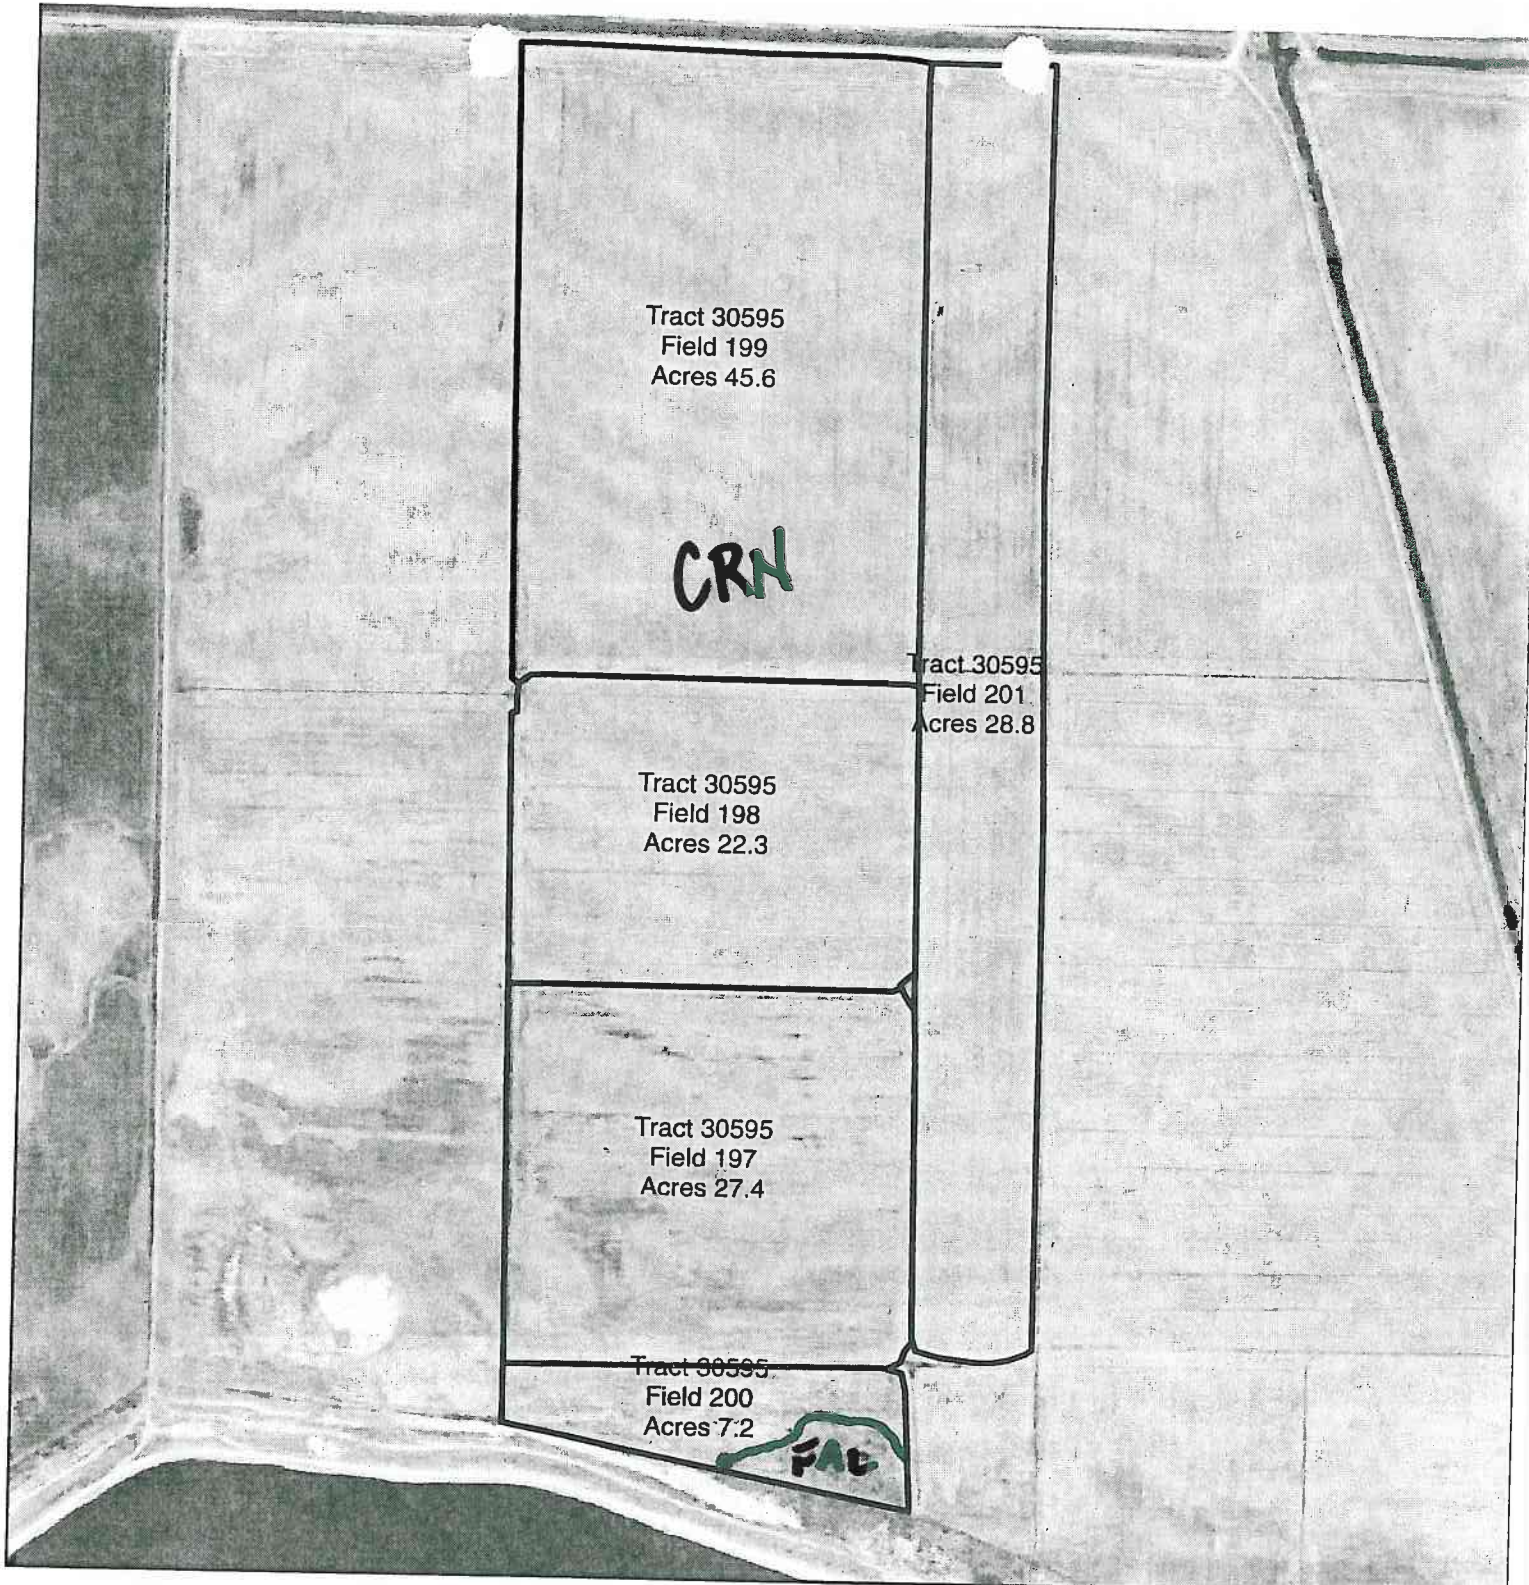 Tract 30595
Field 199
Acres 45.6
CRN
Tract 30595
Field 201
Acres 28.8
Tract 30595
Field 198
Acres 22.3
Tract 30595
Field 197
Acres 27.4
Tract 30595
Field 200
Acres 7.2
FAL